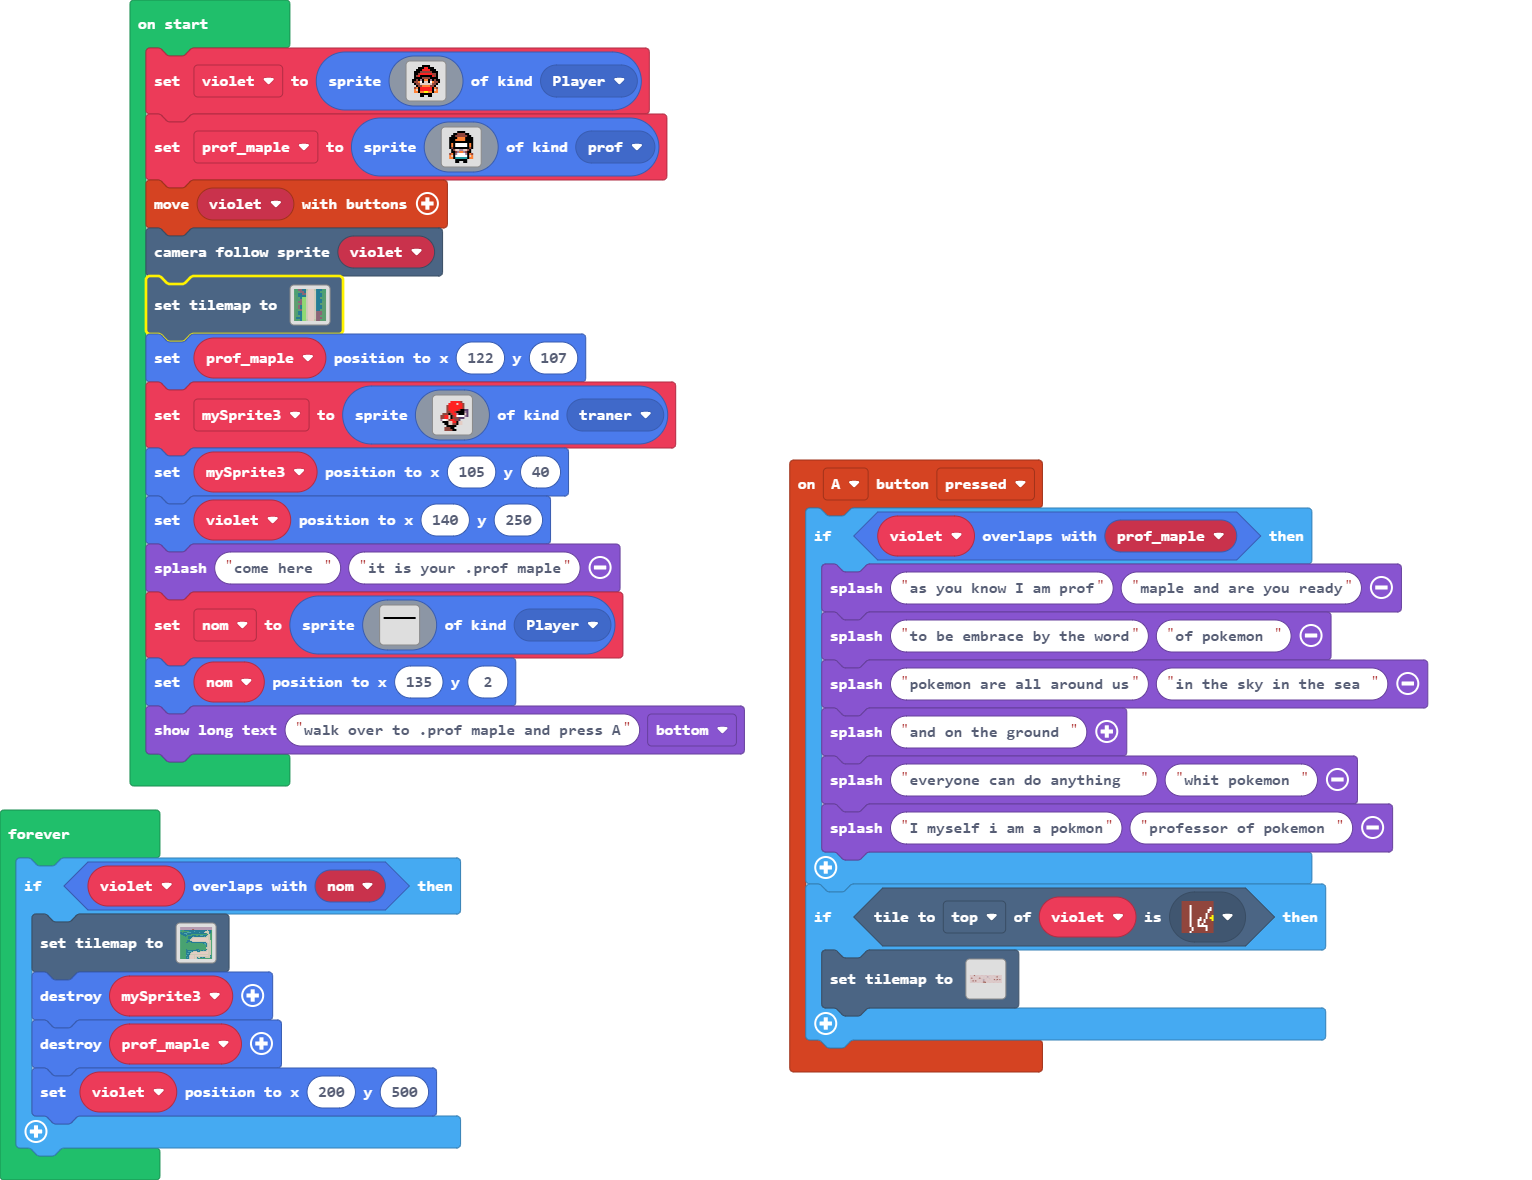 on start
set violet to sprite of kind Player
set prof_maple to sprite of kind prof
move violet with buttons
camera follow sprite violet
set tilemap to
set prof_maple position to x 122 y 107
set mySprite3 to sprite of kind traner
set mySprite3 position to x 105 y 40
set violet position to x 140 y 250
splash "come here " "it is your .prof maple"
set nom to sprite of kind Player
set nom position to x 135 y 2
show long text "walk over to .prof maple and press A" bottom
forever
if violet overlaps with nom then
set tilemap to
destroy mySprite3
destroy prof_maple
set violet position to x 200 y 500
on A button pressed
if violet overlaps with prof_maple then
splash "as you know I am prof" "maple and are you ready"
splash "to be embrace by the word" "of pokemon "
splash "pokemon are all around us" "in the sky in the sea "
splash "and on the ground "
splash "everyone can do anything  " "whit pokemon "
splash "I myself i am a pokmon" "professor of pokemon "
if tile to top of violet is then
set tilemap to